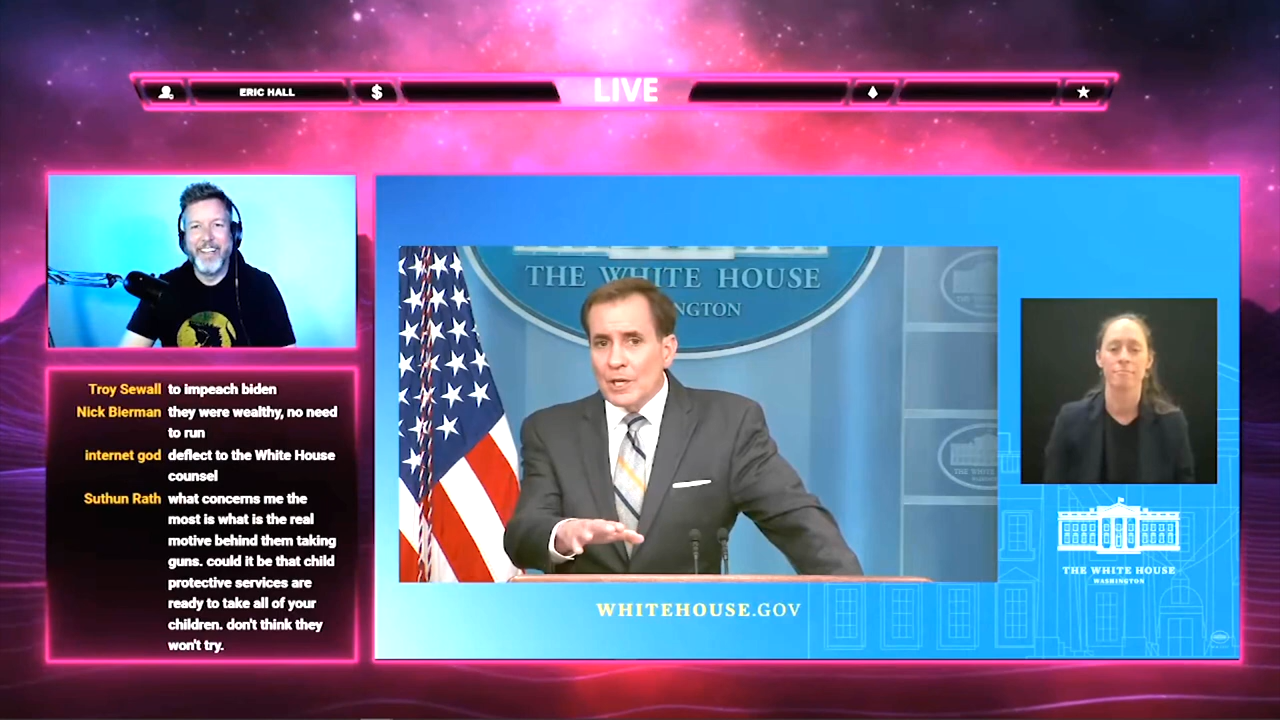 ERIC HALL
$
LIVE
Troy Sewall to impeach biden
Nick Bierman they were wealthy, no need
to run
internet god deflect to the White House
counsel
Suthun Rath what concerns me the
most is what is the real
motive behind them taking
guns. could it be that child
protective services are
ready to take all of your
children. don't think they
won't try.
THE WHITE HOUSE
NGTON
THE WHITE HOUSE
WHITEHOUSE.GOV
THE WHITE HOUSE
WASHINGTON